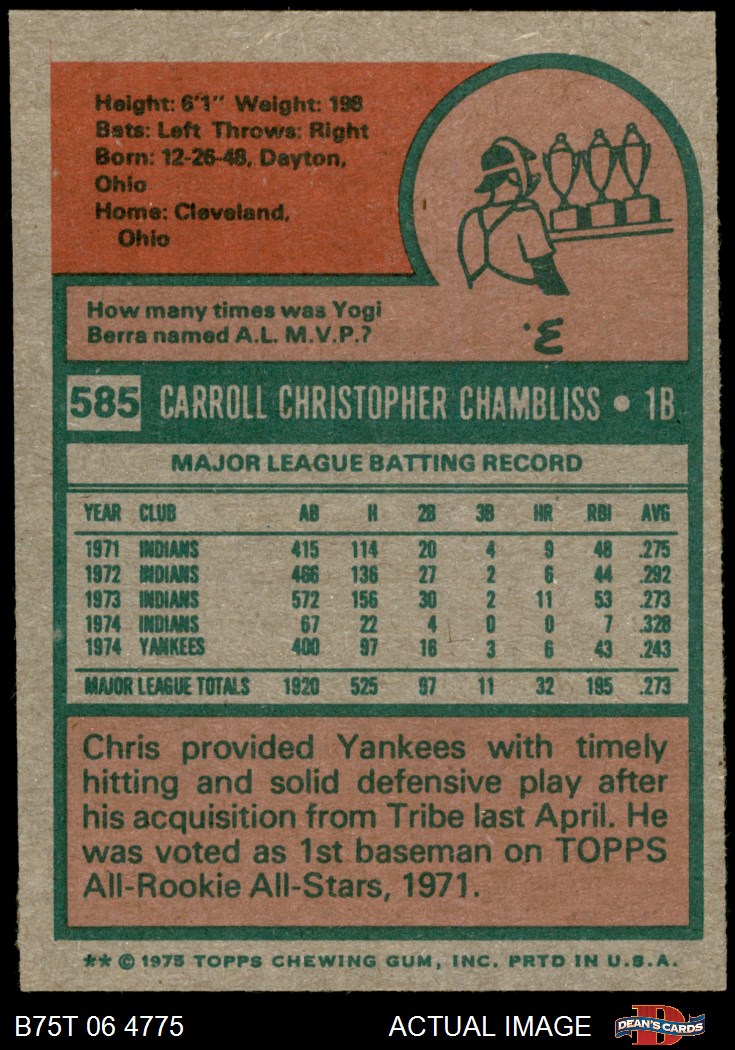 Height: 6'1" Weight: 198
Bats: Left Throws: Right
Born: 12-26-48, Dayton,
Ohio
Home: Cleveland,
Ohio
How many times was Yogi
Berra named A.L. M.V.P.?
3.
585 CARROLL CHRISTOPHER CHAMBLISS • 1B
MAJOR LEAGUE BATTING RECORD
YEAR CLUB AB H 2B 3B HR RBI AVG
1971 INDIANS 415 114 20 4 9 48 .275
1972 INDIANS 466 136 27 2 6 44 .292
1973 INDIANS 572 156 30 2 11 53 .273
1974 INDIANS 67 22 4 0 0 7 .328
1974 YANKEES 400 97 16 3 6 43 .243
MAJOR LEAGUE TOTALS 1920 525 97 11 32 195 .273
Chris provided Yankees with timely
hitting and solid defensive play after
his acquisition from Tribe last April. He
was voted as 1st baseman on TOPPS
All-Rookie All-Stars, 1971.
** © 1975 TOPPS CHEWING GUM, INC. PRTD IN U.S.A.
B75T 06 4775 ACTUAL IMAGE DEAN'S CARDS